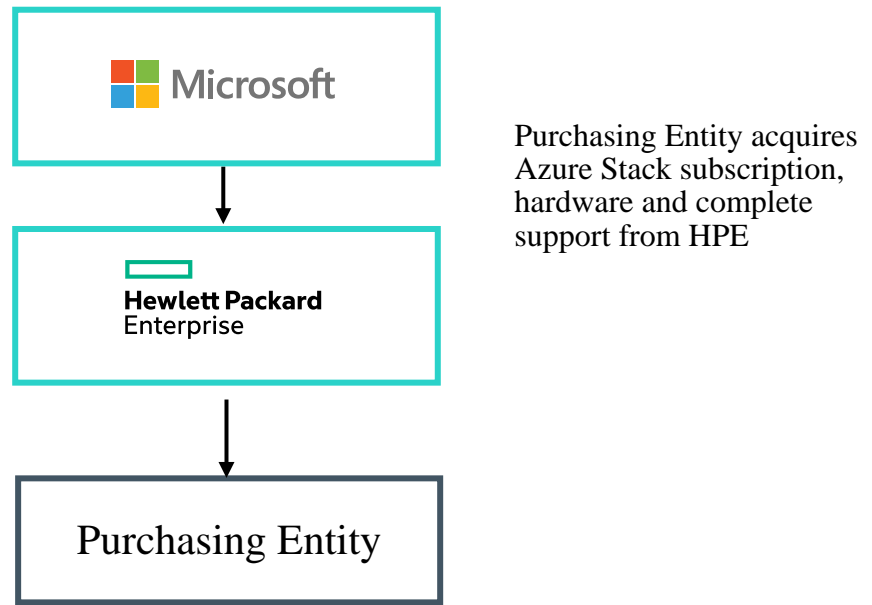 Microsoft
Purchasing Entity acquires
Azure Stack subscription,
hardware and complete
support from HPE
Hewlett Packard
Enterprise
Purchasing Entity